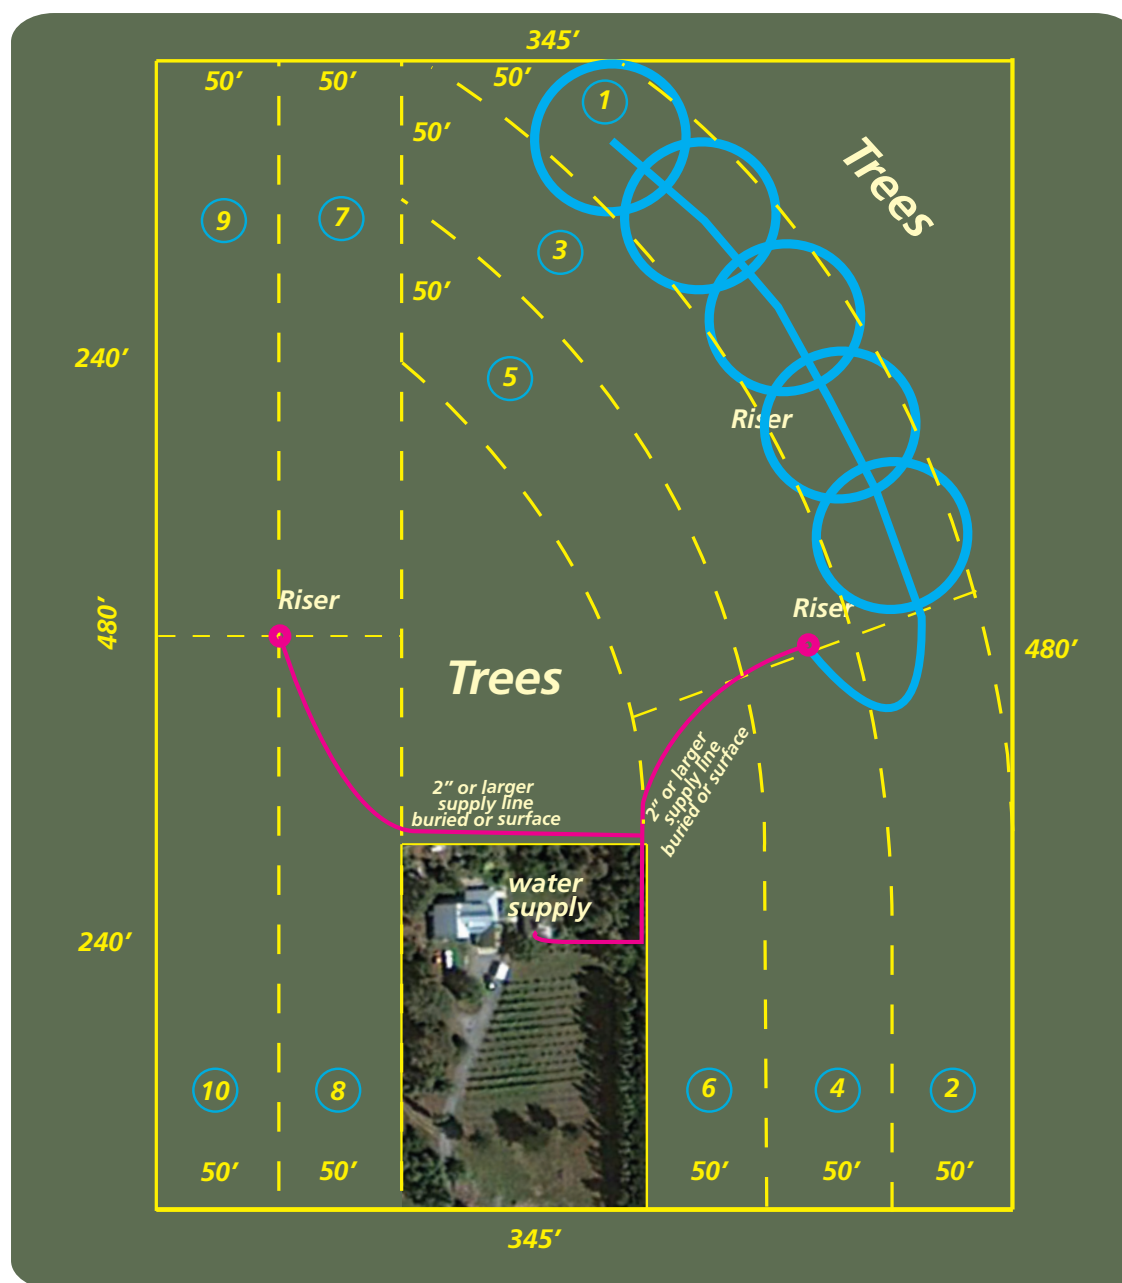 345’
50’
50’
50’
1
50’
Trees
9
7
3
50’
240’
5
Riser
Riser
Riser
480’
480’
Trees
2” or larger
supply line
buried or surface
2” or larger
supply line
buried or surface
water
supply
240’
10
8
6
4
2
50’
50’
50’
50’
50’
345’